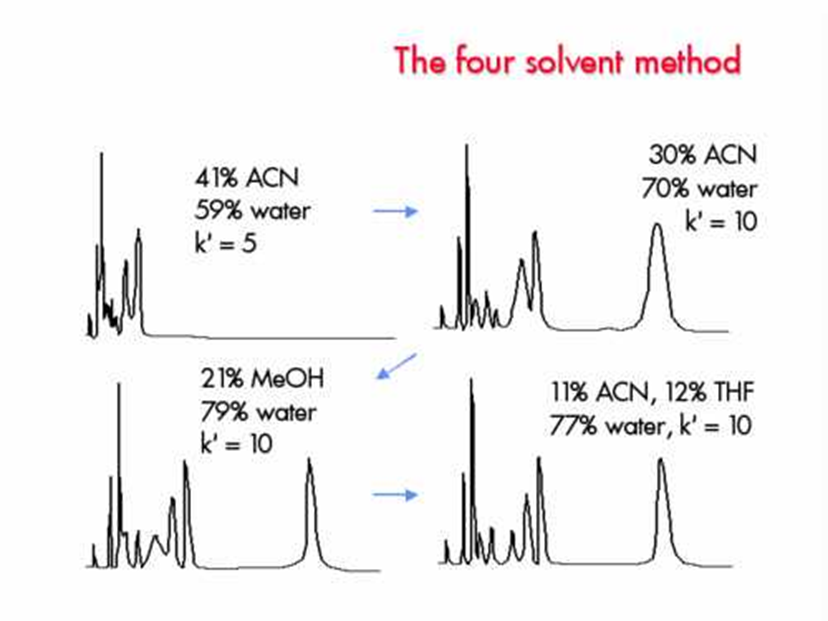 The four solvent method
41% ACN
59% water
k' = 5
30% ACN
70% water
k' = 10
21% MeOH
79% water
k' = 10
11% ACN, 12% THF
77% water, k' = 10